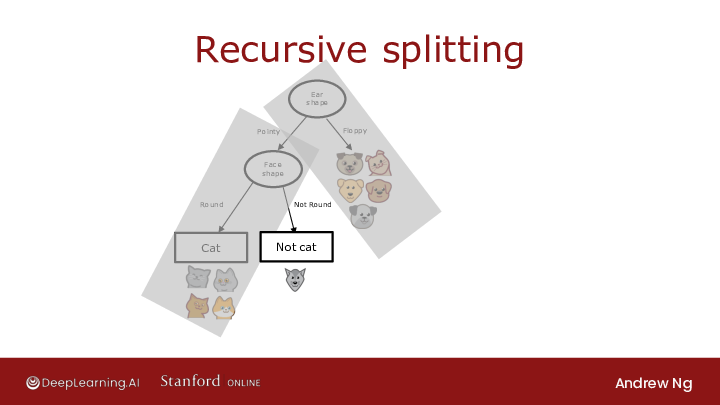 Recursive splitting
Ear
shape
Pointy
Floppy
Face
shape
Round
Not Round
Cat
Not cat
DeepLearning.AI
Stanford ONLINE
Andrew Ng